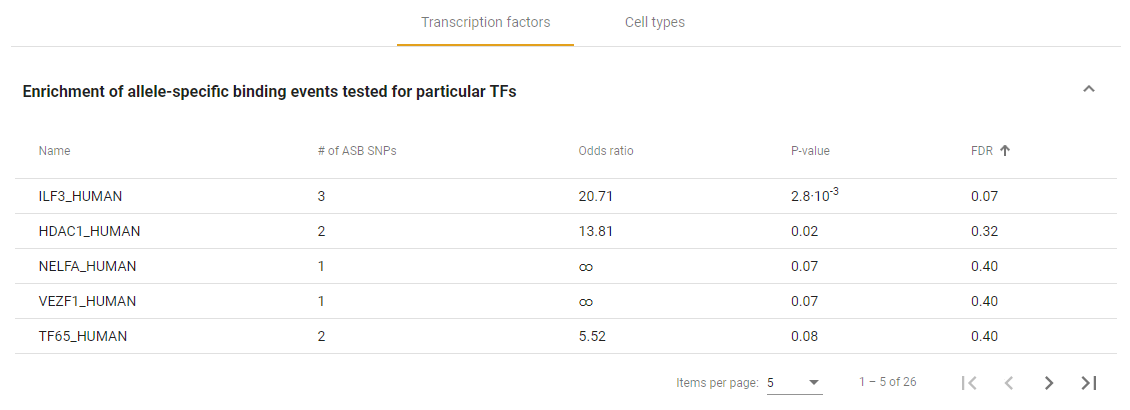 Transcription factors Cell types
Enrichment of allele-specific binding events tested for particular TFs
Name # of ASB SNPs Odds ratio P-value FDR ↑
ILF3_HUMAN 3 20.71 2.8·10⁻³ 0.07
HDAC1_HUMAN 2 13.81 0.02 0.32
NELFA_HUMAN 1 ∞ 0.07 0.40
VEZF1_HUMAN 1 ∞ 0.07 0.40
TF65_HUMAN 2 5.52 0.08 0.40
Items per page: 5 1 – 5 of 26